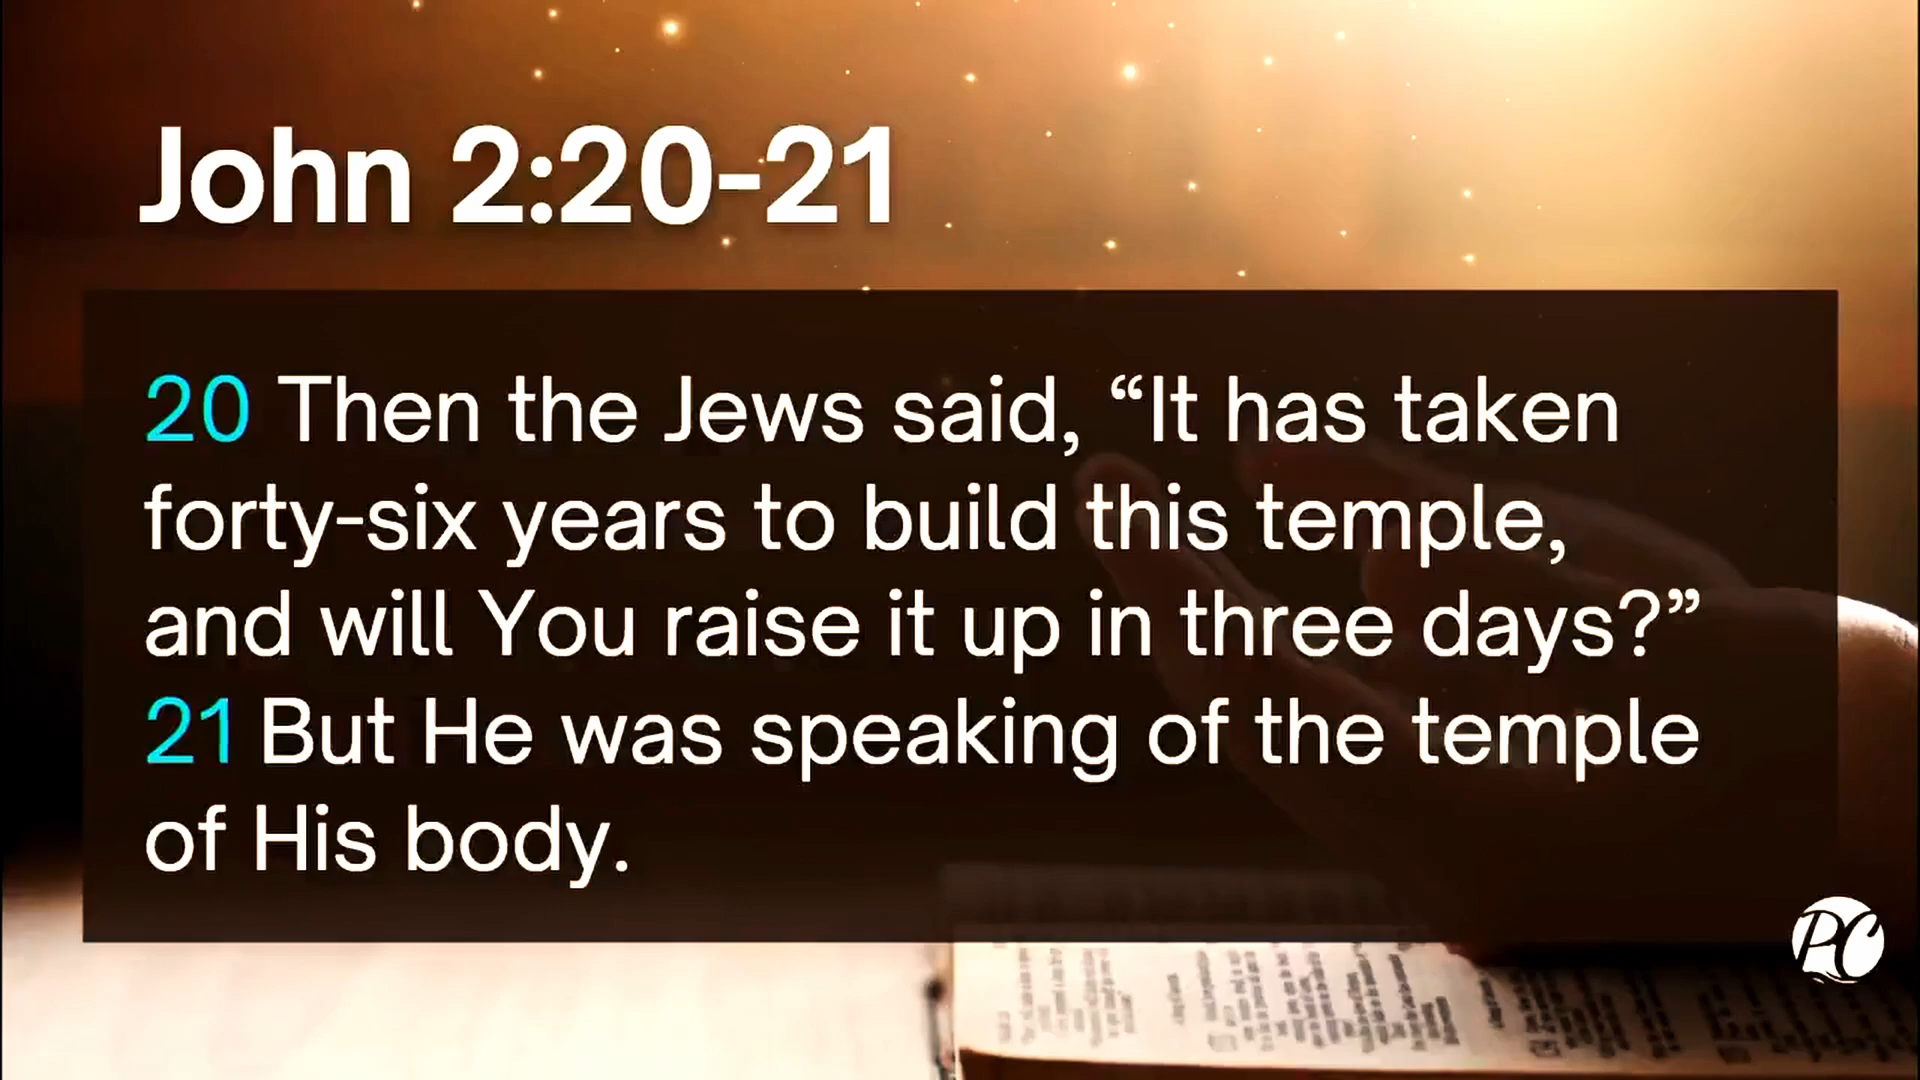 John 2:20-21
20 Then the Jews said, “It has taken
forty-six years to build this temple,
and will You raise it up in three days?”
21 But He was speaking of the temple
of His body.
PC